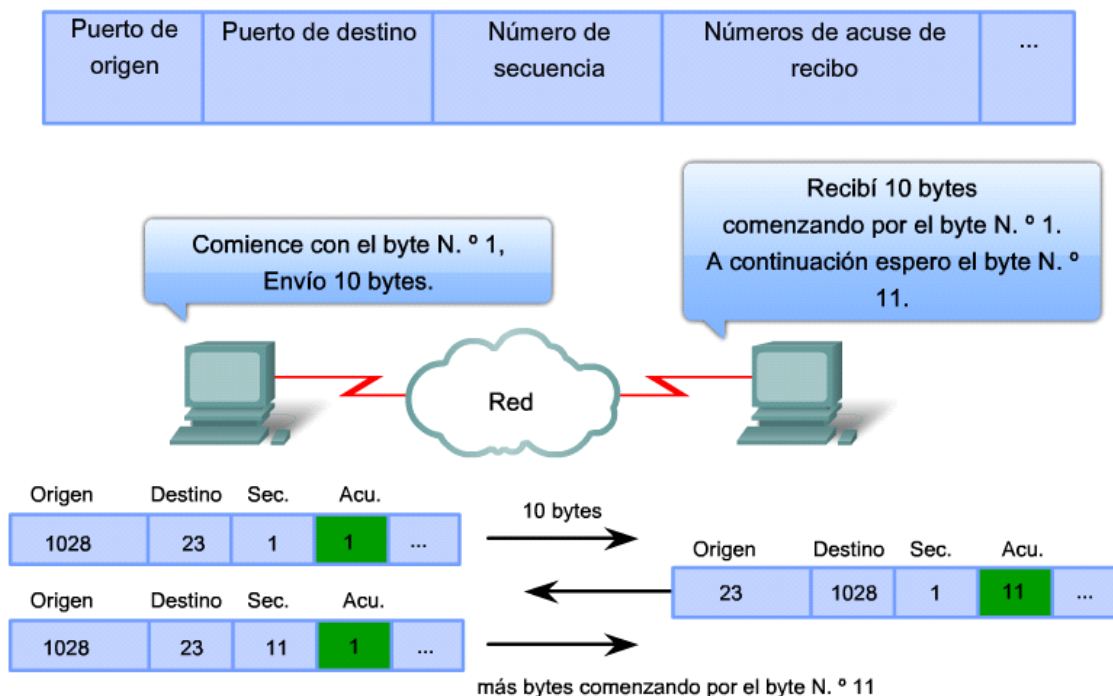 Puerto de
origen
Puerto de destino
Número de
secuencia
Números de acuse de
recibo
...
Comience con el byte N. º 1,
Envío 10 bytes.
Recibí 10 bytes
comenzando por el byte N. º 1.
A continuación espero el byte N. º
11.
Red
Origen Destino Sec. Acu.
1028 23 1 1 ...
10 bytes
Origen Destino Sec. Acu.
23 1028 1 11 ...
Origen Destino Sec. Acu.
1028 23 11 1 ...
más bytes comenzando por el byte N. º 11